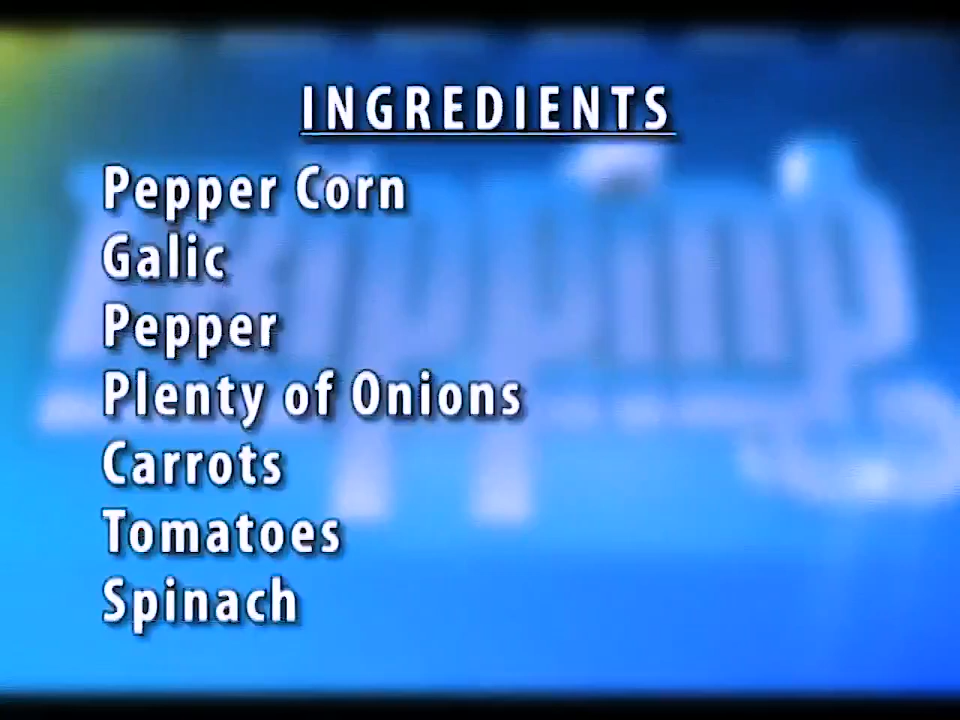 INGREDIENTS
Pepper Corn
Galic
Pepper
Plenty of Onions
Carrots
Tomatoes
Spinach